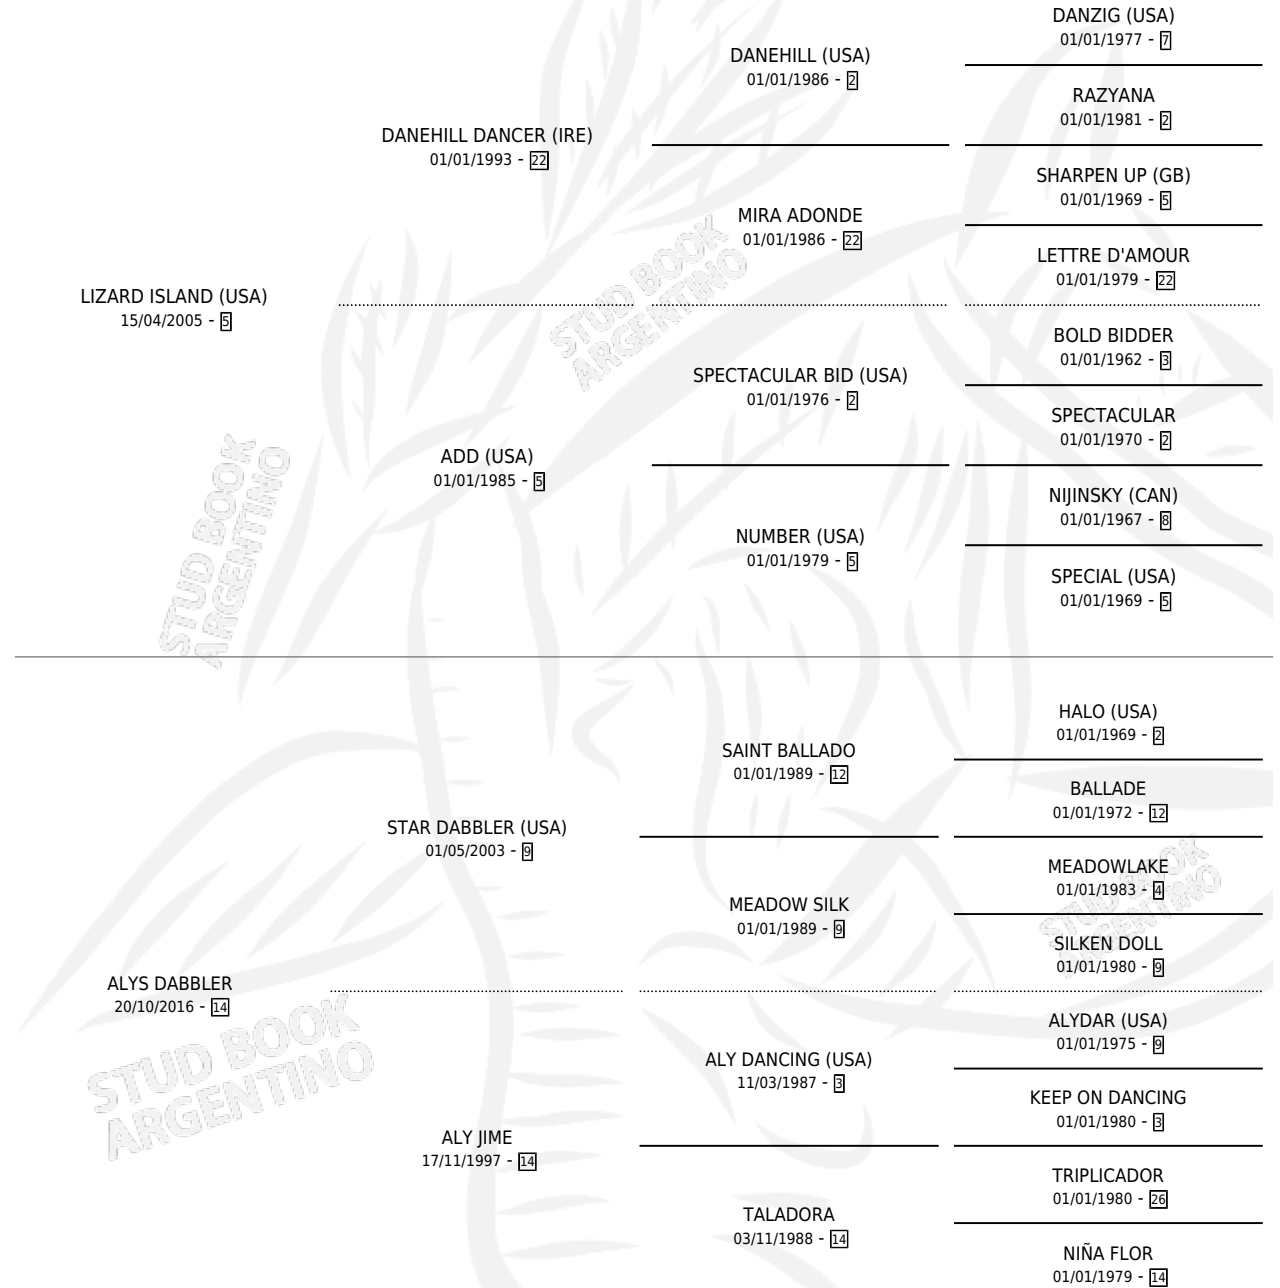 DANZIG (USA)
01/01/1977 - 7
DANEHILL (USA)
01/01/1986 - 2
RAZYANA
01/01/1981 - 2
DANEHILL DANCER (IRE)
01/01/1993 - 22
SHARPEN UP (GB)
01/01/1969 - 5
MIRA ADONDE
01/01/1986 - 22
LETTRE D'AMOUR
01/01/1979 - 22
LIZARD ISLAND (USA)
15/04/2005 - 5
BOLD BIDDER
01/01/1962 - 3
SPECTACULAR BID (USA)
01/01/1976 - 2
SPECTACULAR
01/01/1970 - 2
ADD (USA)
01/01/1985 - 5
NIJINSKY (CAN)
01/01/1967 - 8
NUMBER (USA)
01/01/1979 - 5
SPECIAL (USA)
01/01/1969 - 5
HALO (USA)
01/01/1969 - 2
SAINT BALLADO
01/01/1989 - 12
BALLADE
01/01/1972 - 12
STAR DABBLER (USA)
01/05/2003 - 9
MEADOWLAKE
01/01/1983 - 4
MEADOW SILK
01/01/1989 - 9
SILKEN DOLL
01/01/1980 - 9
ALYS DABBLER
20/10/2016 - 14
ALYDAR (USA)
01/01/1975 - 9
ALY DANCING (USA)
11/03/1987 - 3
KEEP ON DANCING
01/01/1980 - 3
ALY JIME
17/11/1997 - 14
TRIPLICADOR
01/01/1980 - 26
TALADORA
03/11/1988 - 14
NIÑA FLOR
01/01/1979 - 14
STUD BOOK
ARGENTINO
STUD BOOK
ARGENTINO
STUD BOOK
ARGENTINO
STUD BOOK
ARGENTINO